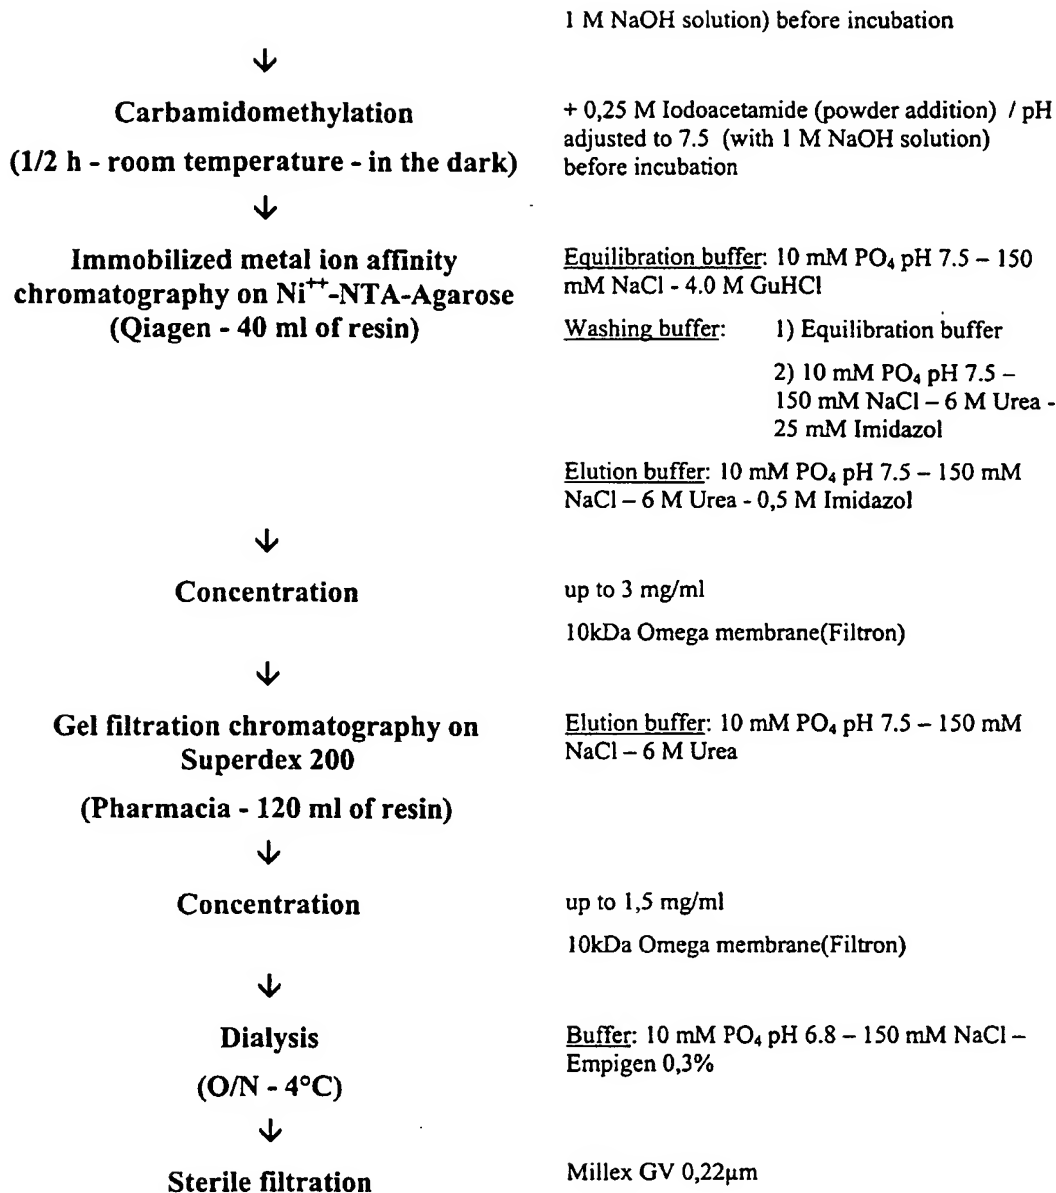 1 M NaOH solution) before incubation
↓
Carbamidomethylation
(1/2 h - room temperature - in the dark)
+ 0,25 M Iodoacetamide (powder addition) / pH
adjusted to 7.5 (with 1 M NaOH solution)
before incubation
↓
Immobilized metal ion affinity
chromatography on Ni⁺⁺-NTA-Agarose
(Qiagen - 40 ml of resin)
Equilibration buffer: 10 mM PO₄ pH 7.5 – 150
mM NaCl - 4.0 M GuHCl
Washing buffer: 1) Equilibration buffer
2) 10 mM PO₄ pH 7.5 –
150 mM NaCl – 6 M Urea -
25 mM Imidazol
Elution buffer: 10 mM PO₄ pH 7.5 – 150 mM
NaCl – 6 M Urea - 0,5 M Imidazol
↓
Concentration
up to 3 mg/ml
10kDa Omega membrane(Filtron)
↓
Gel filtration chromatography on
Superdex 200
(Pharmacia - 120 ml of resin)
Elution buffer: 10 mM PO₄ pH 7.5 – 150 mM
NaCl – 6 M Urea
↓
Concentration
up to 1,5 mg/ml
10kDa Omega membrane(Filtron)
↓
Dialysis
(O/N - 4°C)
Buffer: 10 mM PO₄ pH 6.8 – 150 mM NaCl –
Empigen 0,3%
↓
Sterile filtration
Millex GV 0,22µm